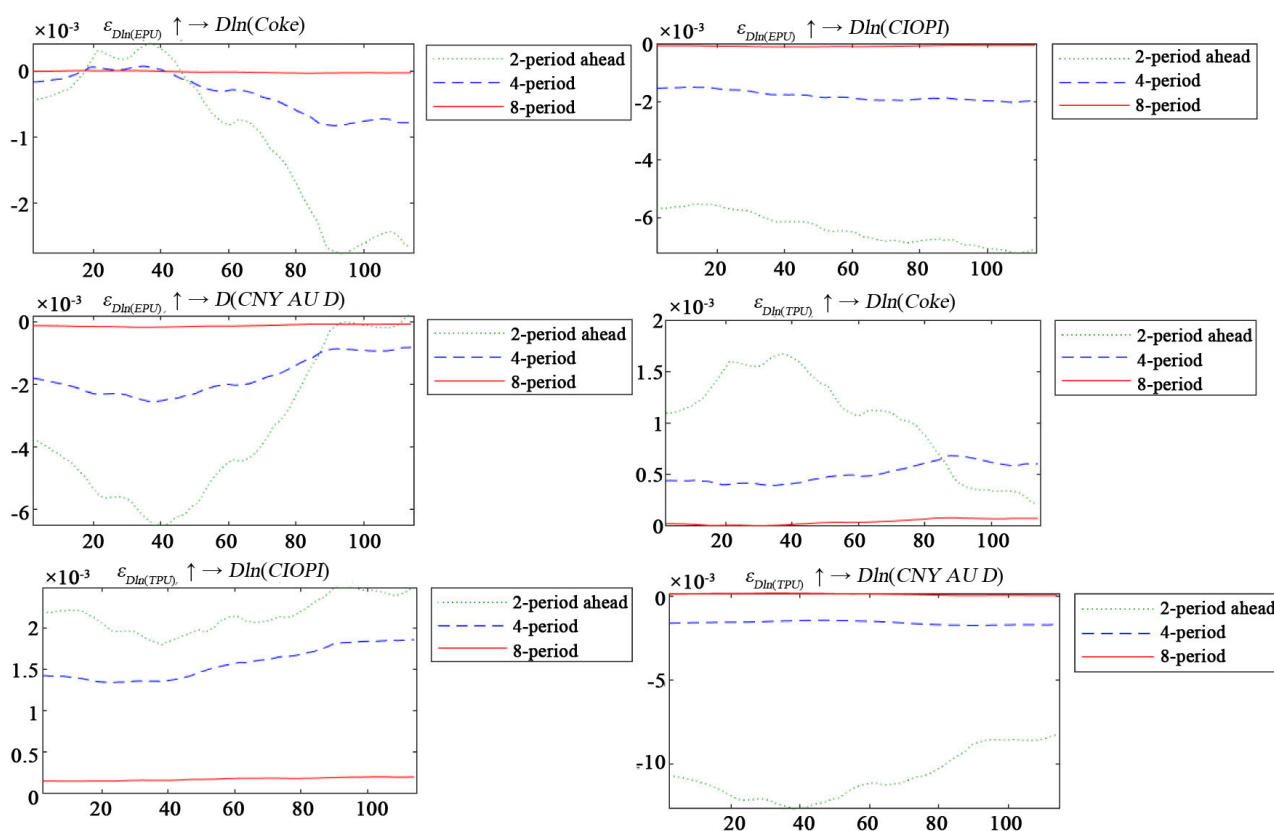 ×10⁻³ ε_Dln(EPU) ↑ → Dln(Coke)
0
-1
-2
20 40 60 80 100
2-period ahead
4-period
8-period
×10⁻³ ε_Dln(EPU) ↑ → Dln(CIOPI)
0
-2
-4
-6
20 40 60 80 100
2-period ahead
4-period
8-period
×10⁻³ ε_Dln(EPU), ↑ → D(CNY AU D)
0
-2
-4
-6
20 40 60 80 100
2-period ahead
4-period
8-period
×10⁻³ ε_Dln(TPU) ↑ → Dln(Coke)
2
1.5
1
0.5
0
20 40 60 80 100
2-period ahead
4-period
8-period
×10⁻³ ε_Dln(TPU), ↑ → Dln(CIOPI)
2
1.5
1
0.5
0
20 40 60 80 100
2-period ahead
4-period
8-period
×10⁻³ ε_Dln(TPU) ↑ → Dln(CNY AU D)
0
-5
-10
20 40 60 80 100
2-period ahead
4-period
8-period